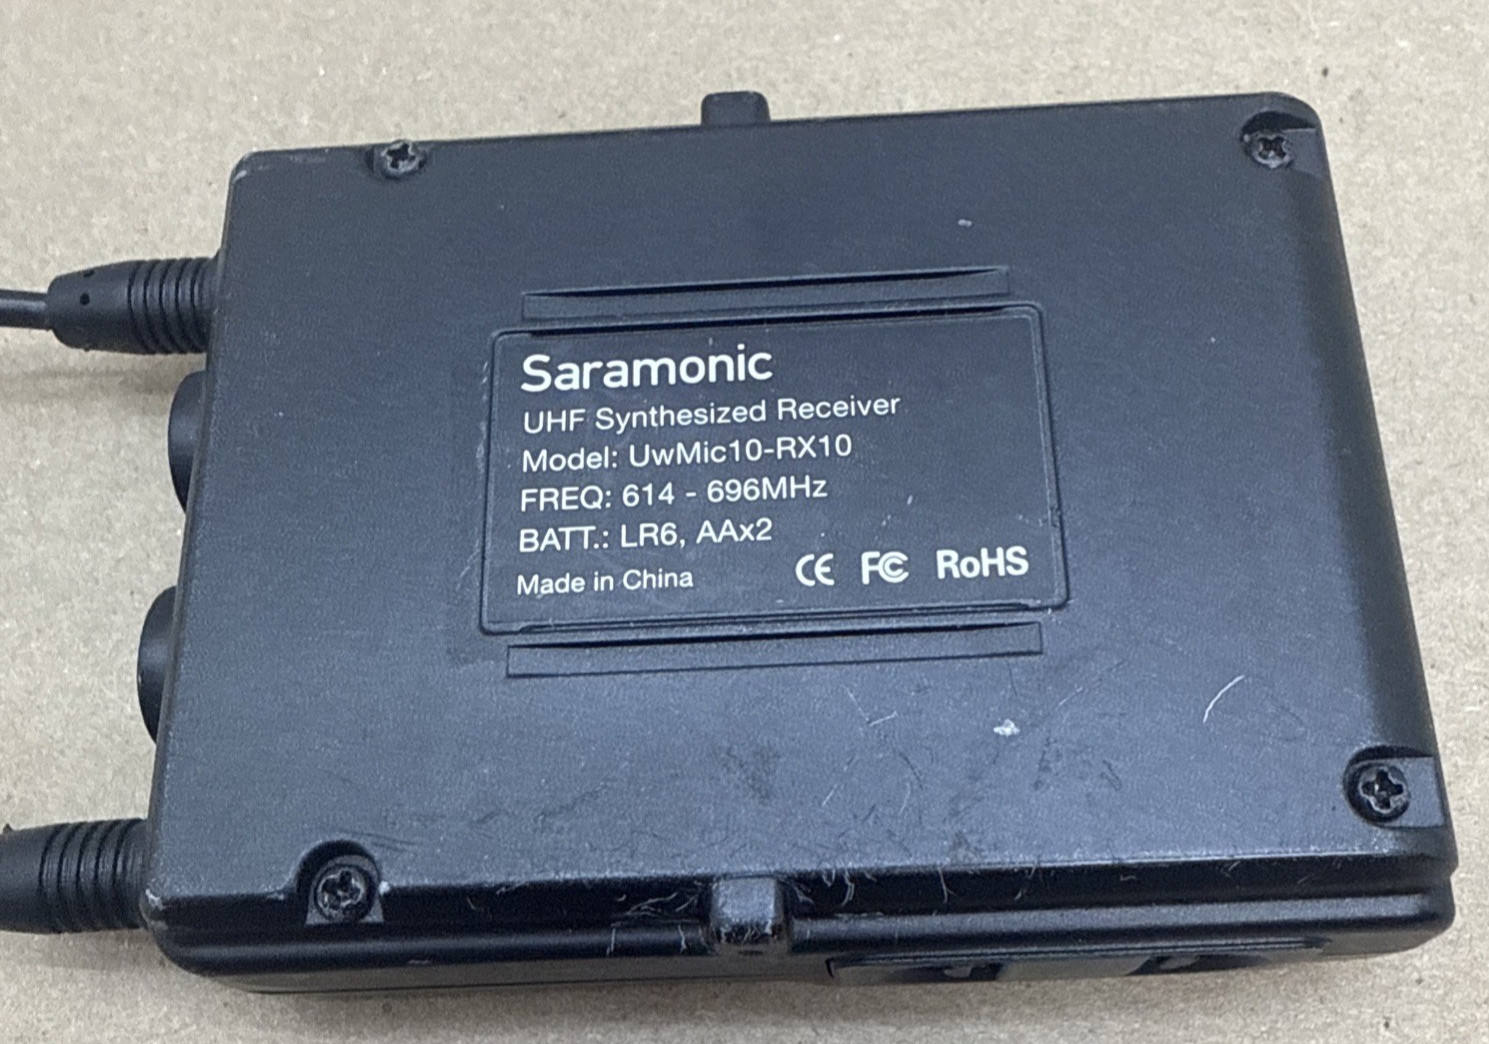 Saramonic
UHF Synthesized Receiver
Model: UwMic10-RX10
FREQ: 614 - 696MHz
BATT.: LR6, AAx2
Made in China CE FC RoHS